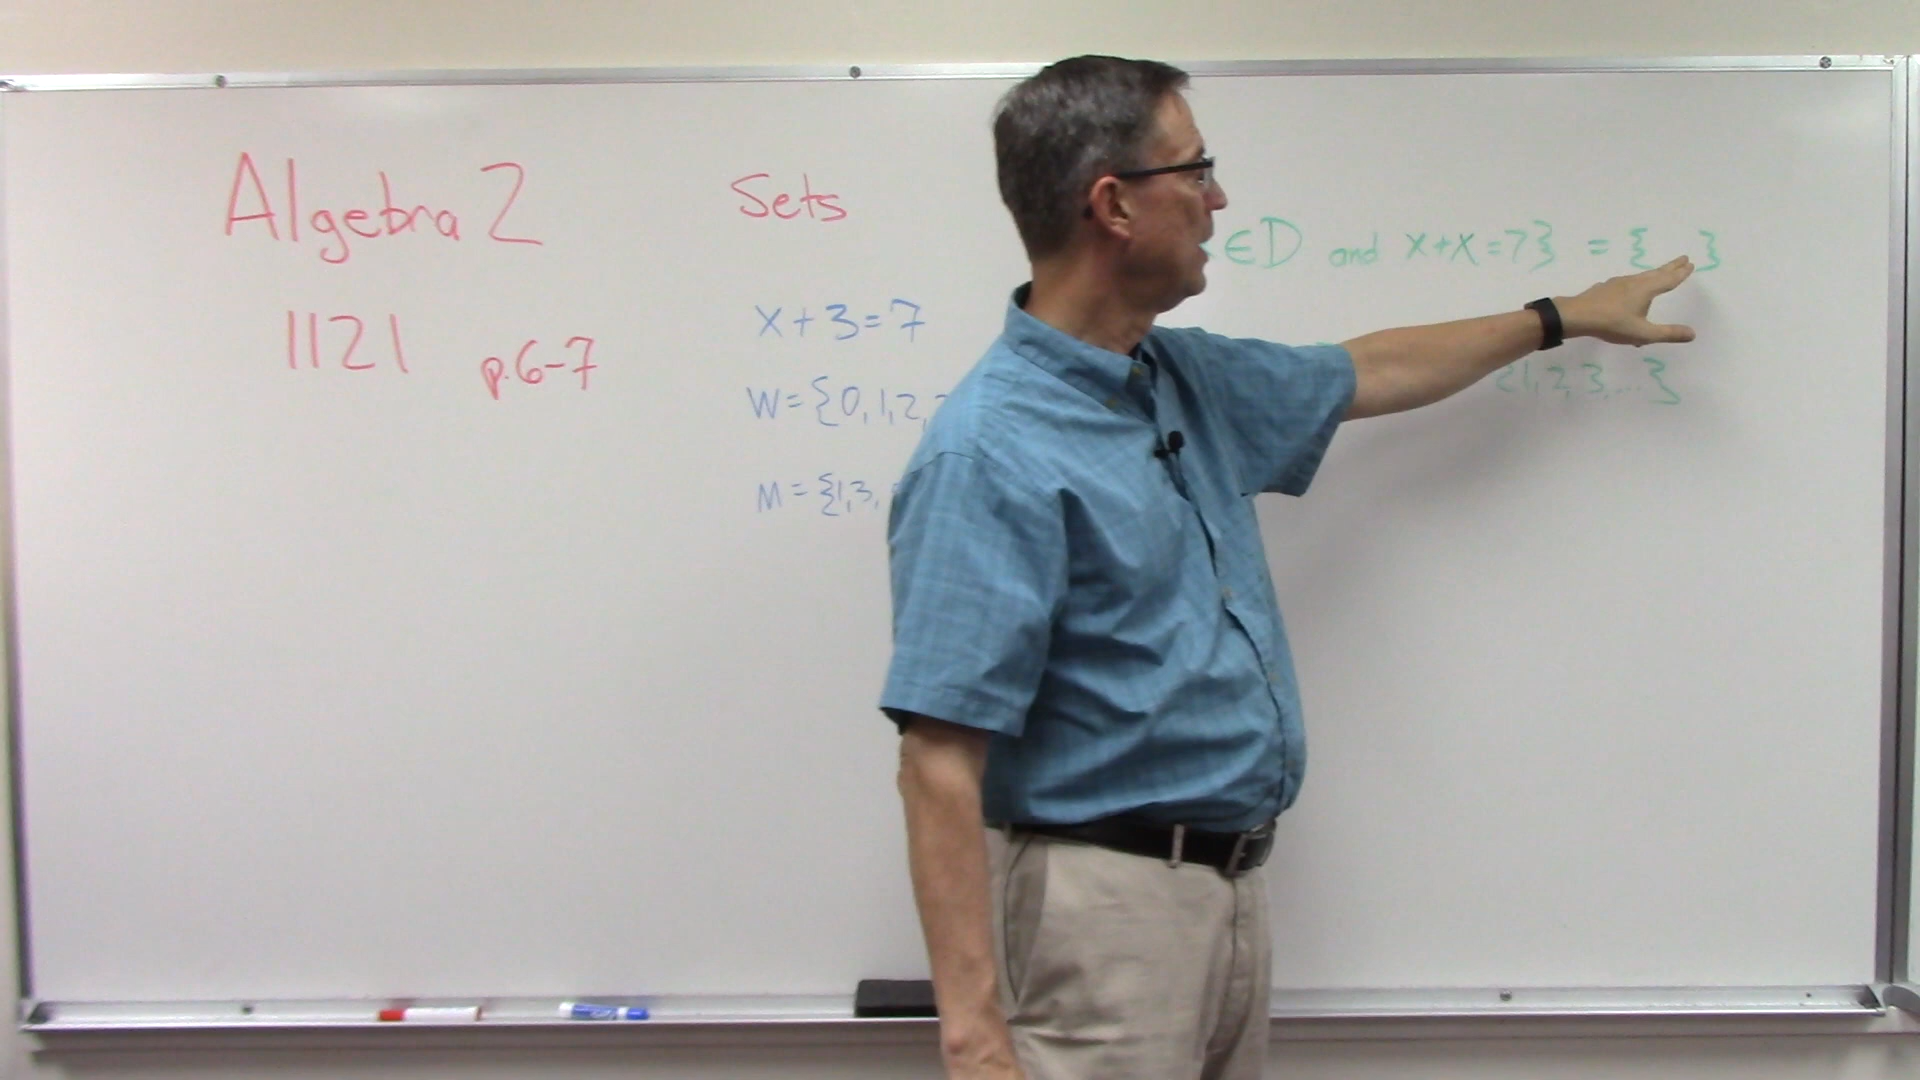 Algebra 2
1121 p.6-7
Sets
x+3=7
W={0,1,2,
M={1,3,
∈D and x+x=7} = { }
{1,2,3,...}